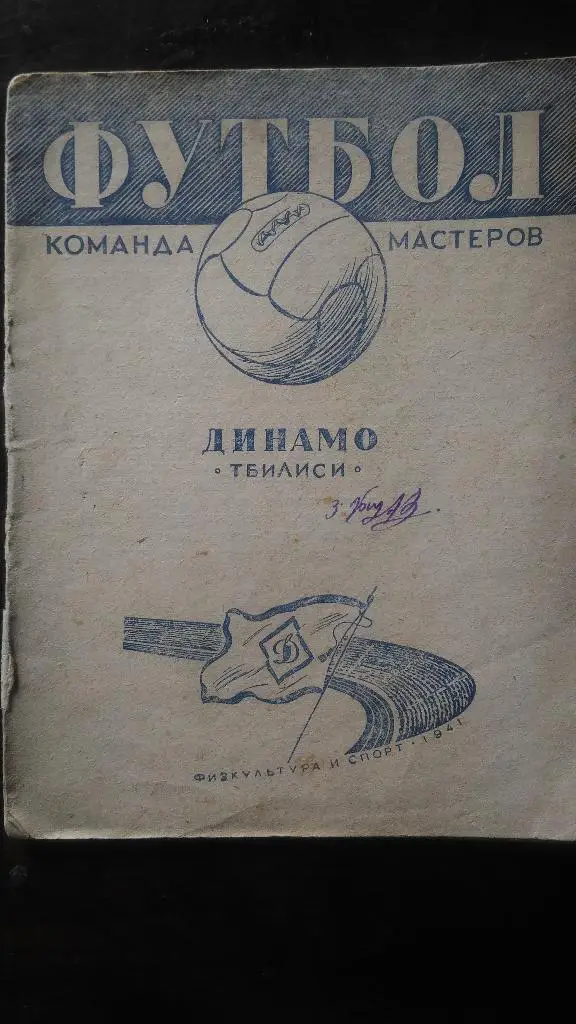 ФУТБОЛ
КОМАНДА МАСТЕРОВ
ДИНАМО
ТБИЛИСИ
Д
ФИЗКУЛЬТУРА И СПОРТ · 1941